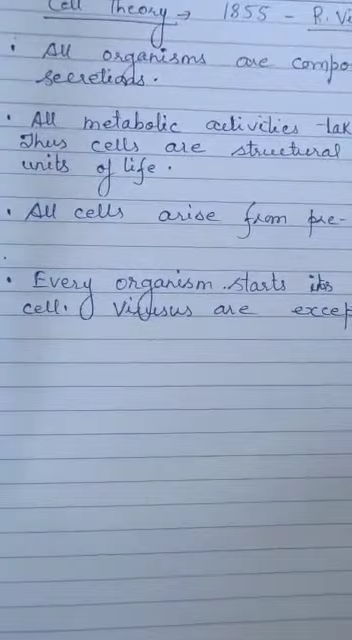 Cell Theory → 1855 - R. Vi
• All organisms are compo
secretions.
• All metabolic activities tak
Thus cells are structural
units of life.
• All cells arise from pre-
• Every organism starts its
cell. Viruses are excep